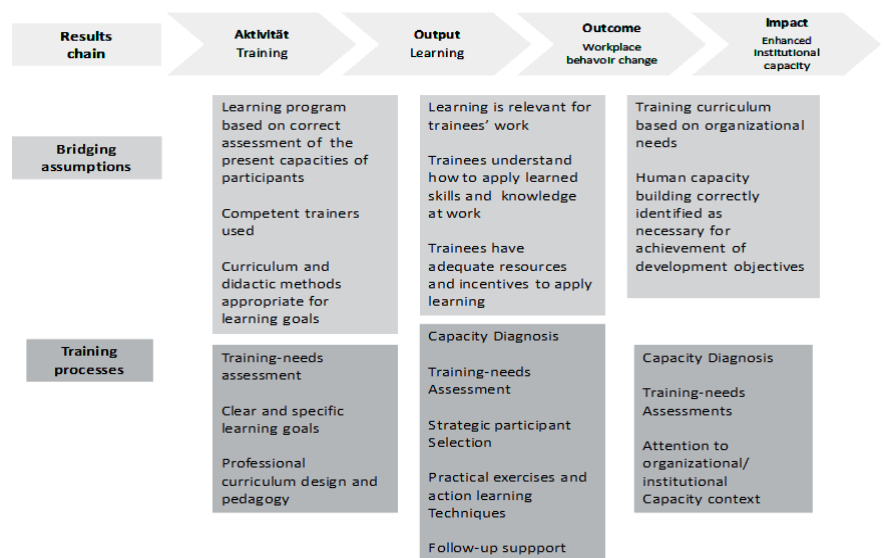 Results
chain
Aktivität
Training
Output
Learning
Outcome
Workplace
behavoir change
Impact
Enhanced
Institutional
capacity
Bridging
assumptions
Learning program
based on correct
assessment of the
present capacities of
participants
Competent trainers
used
Curriculum and
didactic methods
appropriate for
learning goals
Learning is relevant for
trainees' work
Trainees understand
how to apply learned
skills and knowledge
at work
Trainees have
adequate resources
and incentives to apply
learning
Training curriculum
based on organizational
needs
Human capacity
building correctly
identified as
necessary for
achievement of
development objectives
Training
processes
Training-needs
assessment
Clear and specific
learning goals
Professional
curriculum design and
pedagogy
Capacity Diagnosis
Training-needs
Assessment
Strategic participant
Selection
Practical exercises and
action learning
Techniques
Follow-up suppport
Capacity Diagnosis
Training-needs
Assessments
Attention to
organizational/
institutional
Capacity context